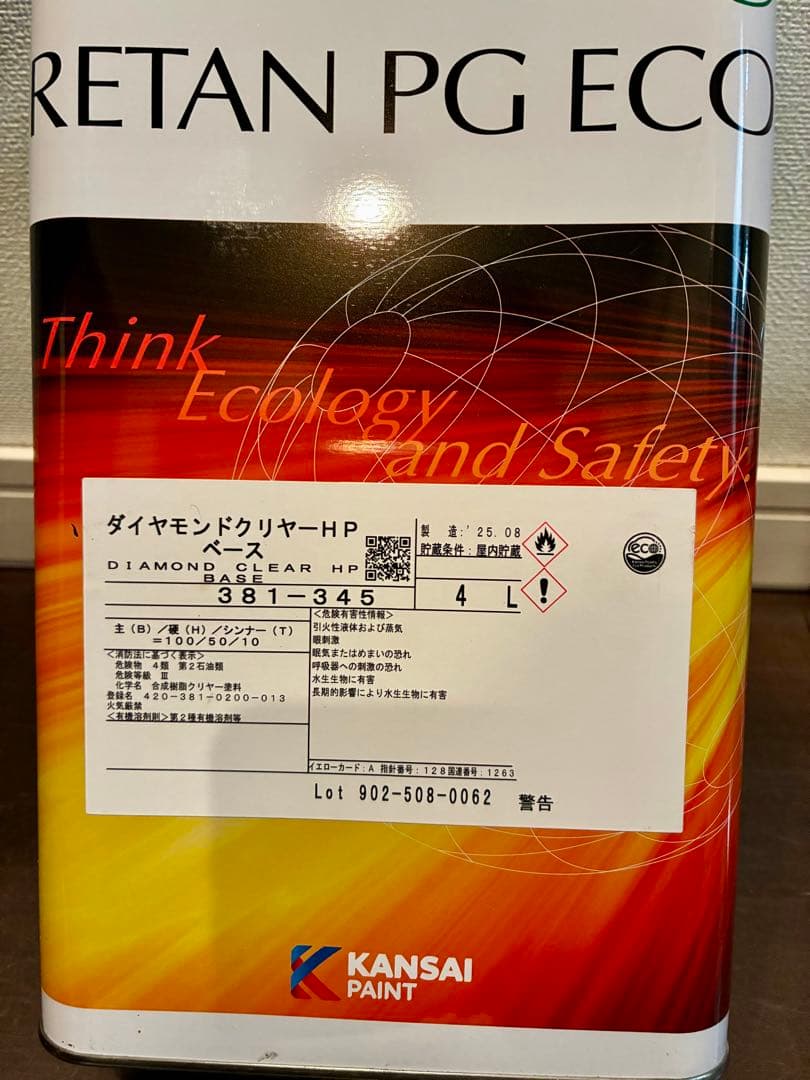 RETAN PG ECO
Think
Ecology
and Safety.
ダイヤモンドクリヤーHP
ベース
DIAMOND CLEAR HP
BASE
製 造:'25.08
貯蔵条件:屋内貯蔵
eco
381-345
4 L
主(B)/硬(H)/シンナー(T)
=100/50/10
<消防法に基づく表示>
危険物 4類 第2石油類
危険等級 Ⅲ
化学名 合成樹脂クリヤー塗料
登録名 420-381-0200-013
火気厳禁
<有機溶剤則>第2種有機溶剤等
<危険有害性情報>
引火性液体および蒸気
眼刺激
眠気またはめまいの恐れ
呼吸器への刺激の恐れ
水生生物に有害
長期的影響により水生生物に有害
イエローカード:A 指針番号:128国連番号:1263
Lot 902-508-0062 警告
KANSAI
PAINT